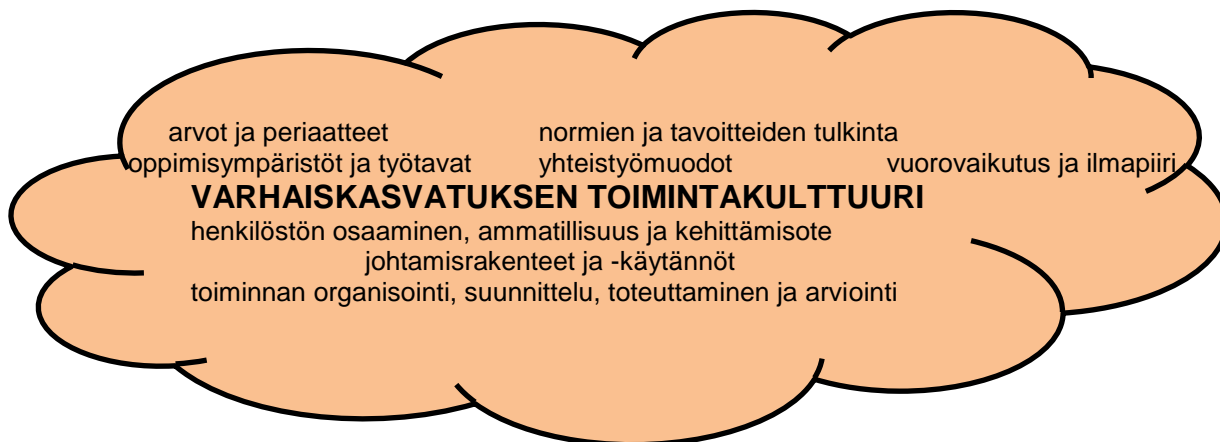 arvot ja periaatteet normien ja tavoitteiden tulkinta
oppimisympäristöt ja työtavat yhteistyömuodot vuorovaikutus ja ilmapiiri
VARHAISKASVATUKSEN TOIMINTAKULTTUURI
henkilöstön osaaminen, ammatillisuus ja kehittämisote
johtamisrakenteet ja -käytännöt
toiminnan organisointi, suunnittelu, toteuttaminen ja arviointi